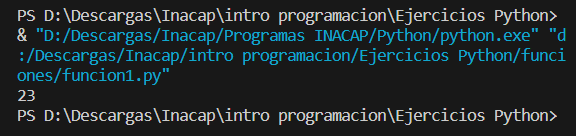 PS D:\Descargas\Inacap\intro programacion\Ejercicios Python>
& "D:/Descargas/Inacap/Programas INACAP/Python/python.exe" "d
:/Descargas/Inacap/intro programacion/Ejercicios Python/funci
ones/funcion1.py"
23
PS D:\Descargas\Inacap\intro programacion\Ejercicios Python>